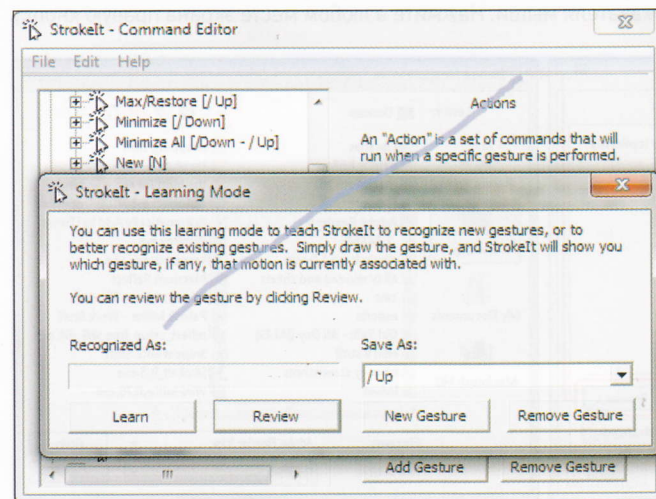 StrokeIt - Command Editor
File Edit Help
Max/Restore [/ Up]
Minimize [/ Down]
Minimize All [/Down - / Up]
New [N]
Actions
An "Action" is a set of commands that will
run when a specific gesture is performed.
StrokeIt - Learning Mode
You can use this learning mode to teach StrokeIt to recognize new gestures, or to
better recognize existing gestures. Simply draw the gesture, and StrokeIt will show you
which gesture, if any, that motion is currently associated with.
You can review the gesture by clicking Review.
Recognized As:
Save As:
/ Up
Learn
Review
New Gesture
Remove Gesture
Add Gesture
Remove Gesture